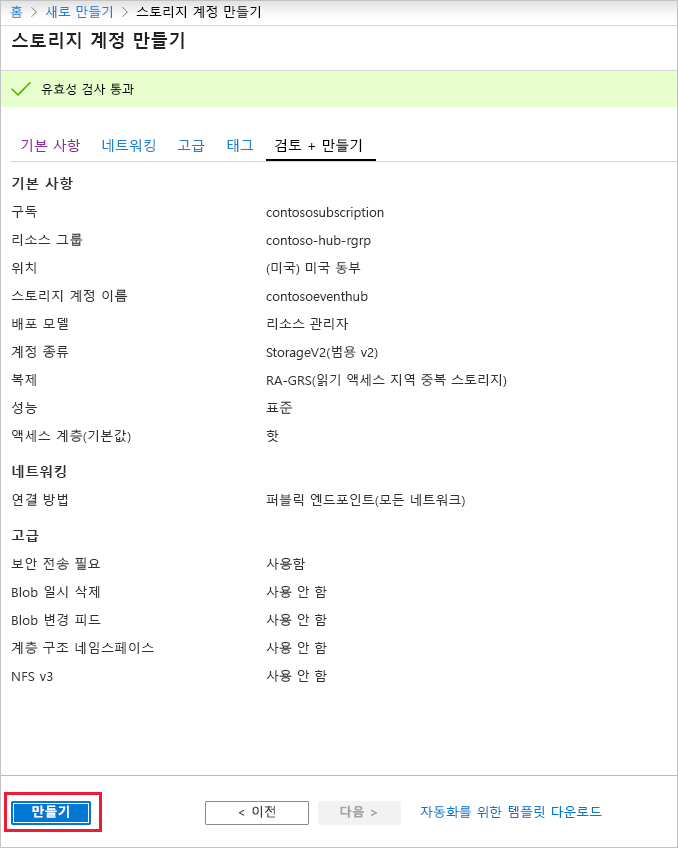 홈 > 새로 만들기 > 스토리지 계정 만들기
스토리지 계정 만들기
유효성 검사 통과
기본 사항 네트워킹 고급 태그 검토 + 만들기
기본 사항
구독 contososubscription
리소스 그룹 contoso-hub-rgrp
위치 (미국) 미국 동부
스토리지 계정 이름 contosoeventhub
배포 모델 리소스 관리자
계정 종류 StorageV2(범용 v2)
복제 RA-GRS(읽기 액세스 지역 중복 스토리지)
성능 표준
액세스 계층(기본값) 핫
네트워킹
연결 방법 퍼블릭 엔드포인트(모든 네트워크)
고급
보안 전송 필요 사용함
Blob 일시 삭제 사용 안 함
Blob 변경 피드 사용 안 함
계층 구조 네임스페이스 사용 안 함
NFS v3 사용 안 함
만들기 < 이전 다음 > 자동화를 위한 템플릿 다운로드